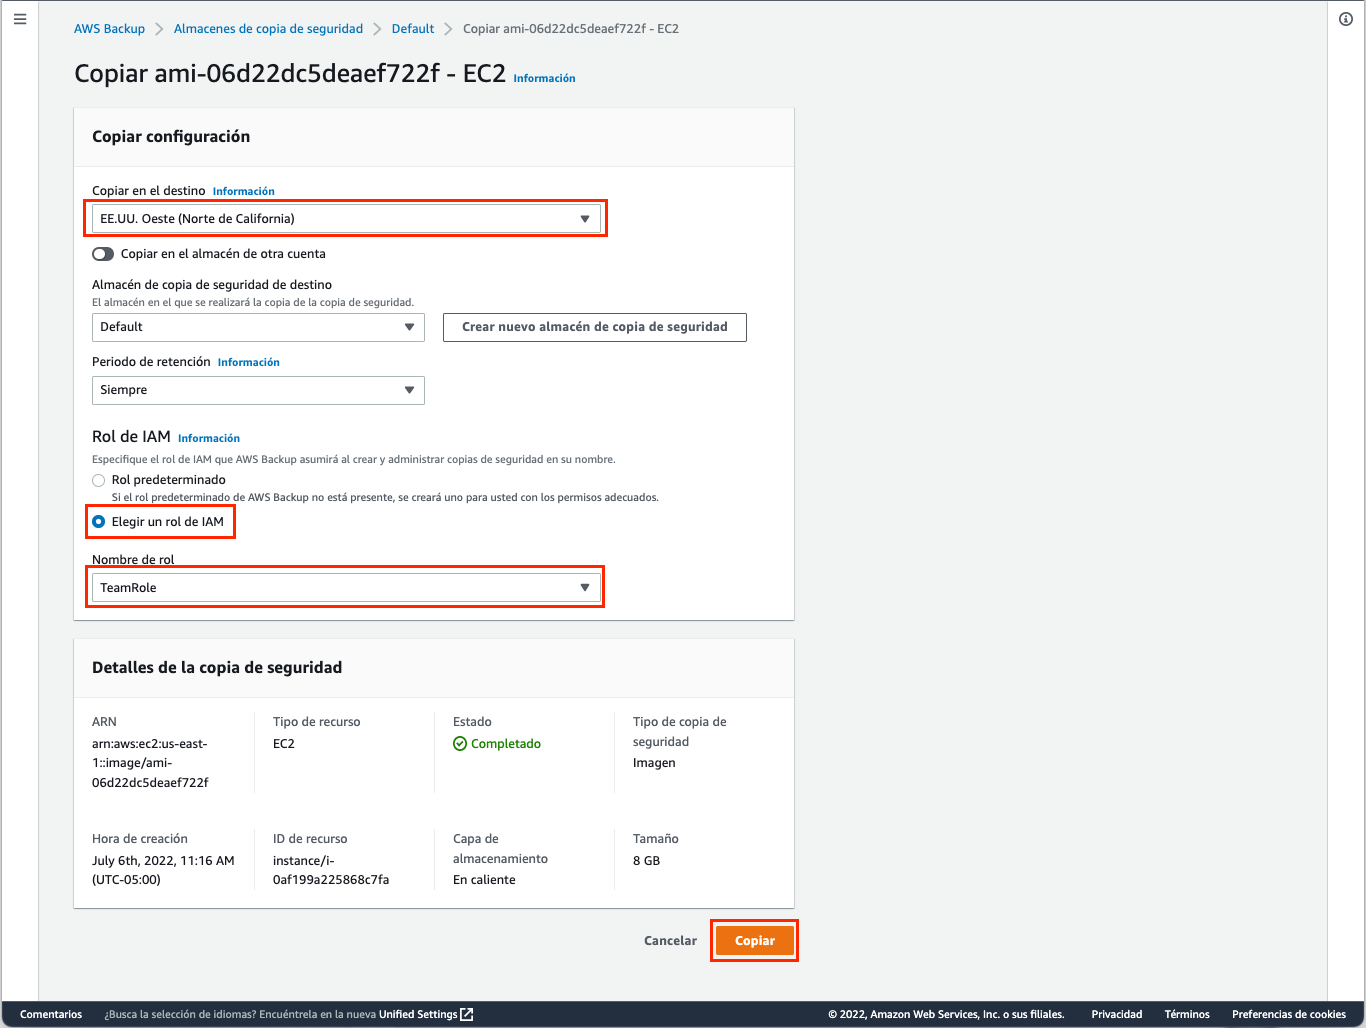 AWS Backup > Almacenes de copia de seguridad > Default > Copiar ami-06d22dc5deaef722f - EC2
Copiar ami-06d22dc5deaef722f - EC2 Información
Copiar configuración
Copiar en el destino Información
EE.UU. Oeste (Norte de California)
Copiar en el almacén de otra cuenta
Almacén de copia de seguridad de destino
El almacén en el que se realizará la copia de la copia de seguridad.
Default
Crear nuevo almacén de copia de seguridad
Periodo de retención Información
Siempre
Rol de IAM Información
Especifique el rol de IAM que AWS Backup asumirá al crear y administrar copias de seguridad en su nombre.
Rol predeterminado
Si el rol predeterminado de AWS Backup no está presente, se creará uno para usted con los permisos adecuados.
Elegir un rol de IAM
Nombre de rol
TeamRole
Detalles de la copia de seguridad
ARN
arn:aws:ec2:us-east-
1::image/ami-
06d22dc5deaef722f
Tipo de recurso
EC2
Estado
Completado
Tipo de copia de
seguridad
Imagen
Hora de creación
July 6th, 2022, 11:16 AM
(UTC-05:00)
ID de recurso
instance/i-
0af199a225868c7fa
Capa de
almacenamiento
En caliente
Tamaño
8 GB
Cancelar
Copiar
Comentarios ¿Busca la selección de idiomas? Encuéntrela en la nueva Unified Settings © 2022, Amazon Web Services, Inc. o sus filiales. Privacidad Términos Preferencias de cookies